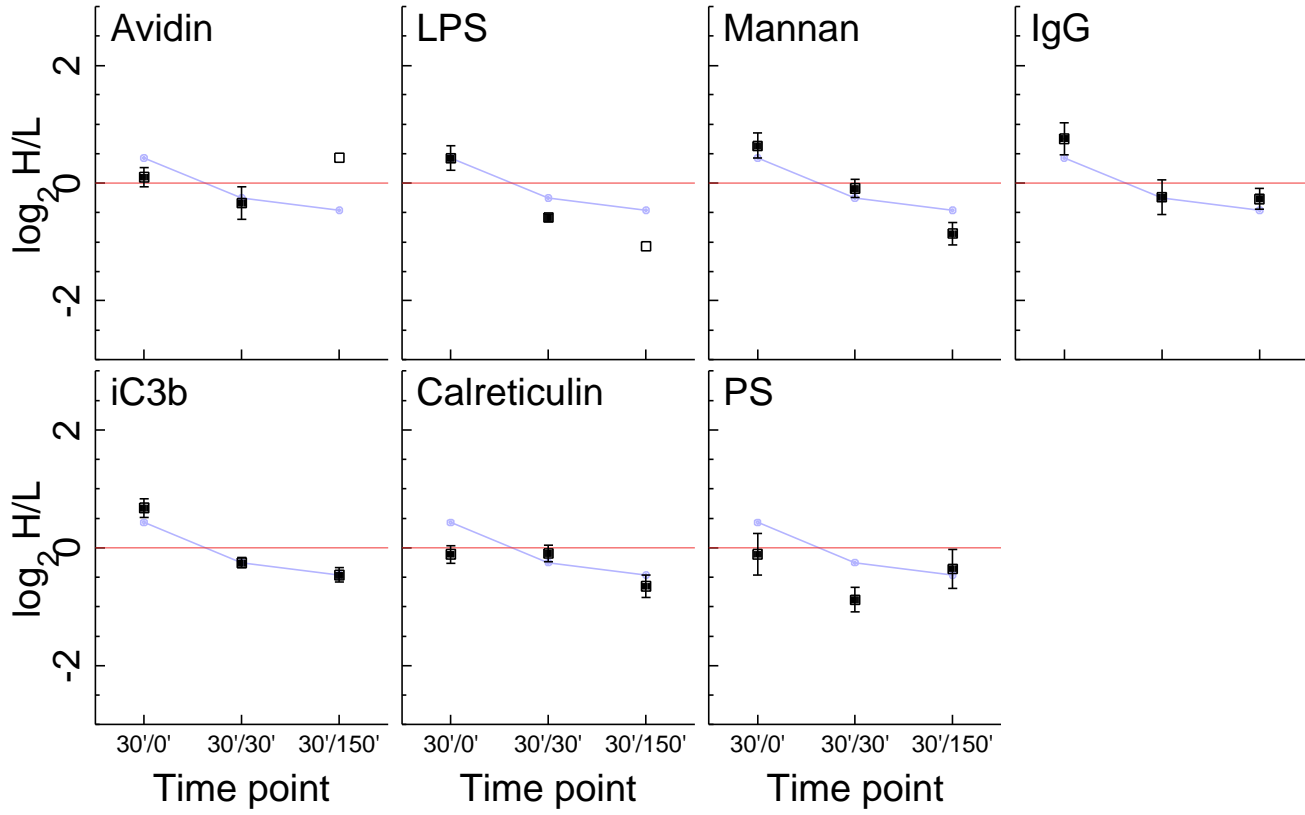 Avidin
LPS
Mannan
IgG
log2 H/L
2
0
-2
iC3b
Calreticulin
PS
log2 H/L
2
0
-2
30'/0' 30'/30' 30'/150'
30'/0' 30'/30' 30'/150'
30'/0' 30'/30' 30'/150'
Time point
Time point
Time point